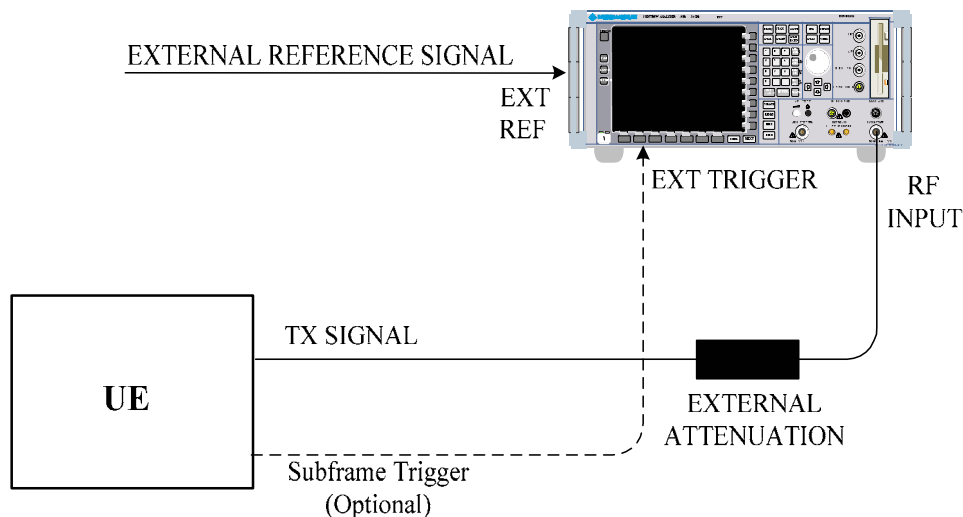 EXTERNAL REFERENCE SIGNAL
EXT
REF
EXT TRIGGER
RF
INPUT
TX SIGNAL
UE
EXTERNAL
ATTENUATION
Subframe Trigger
(Optional)